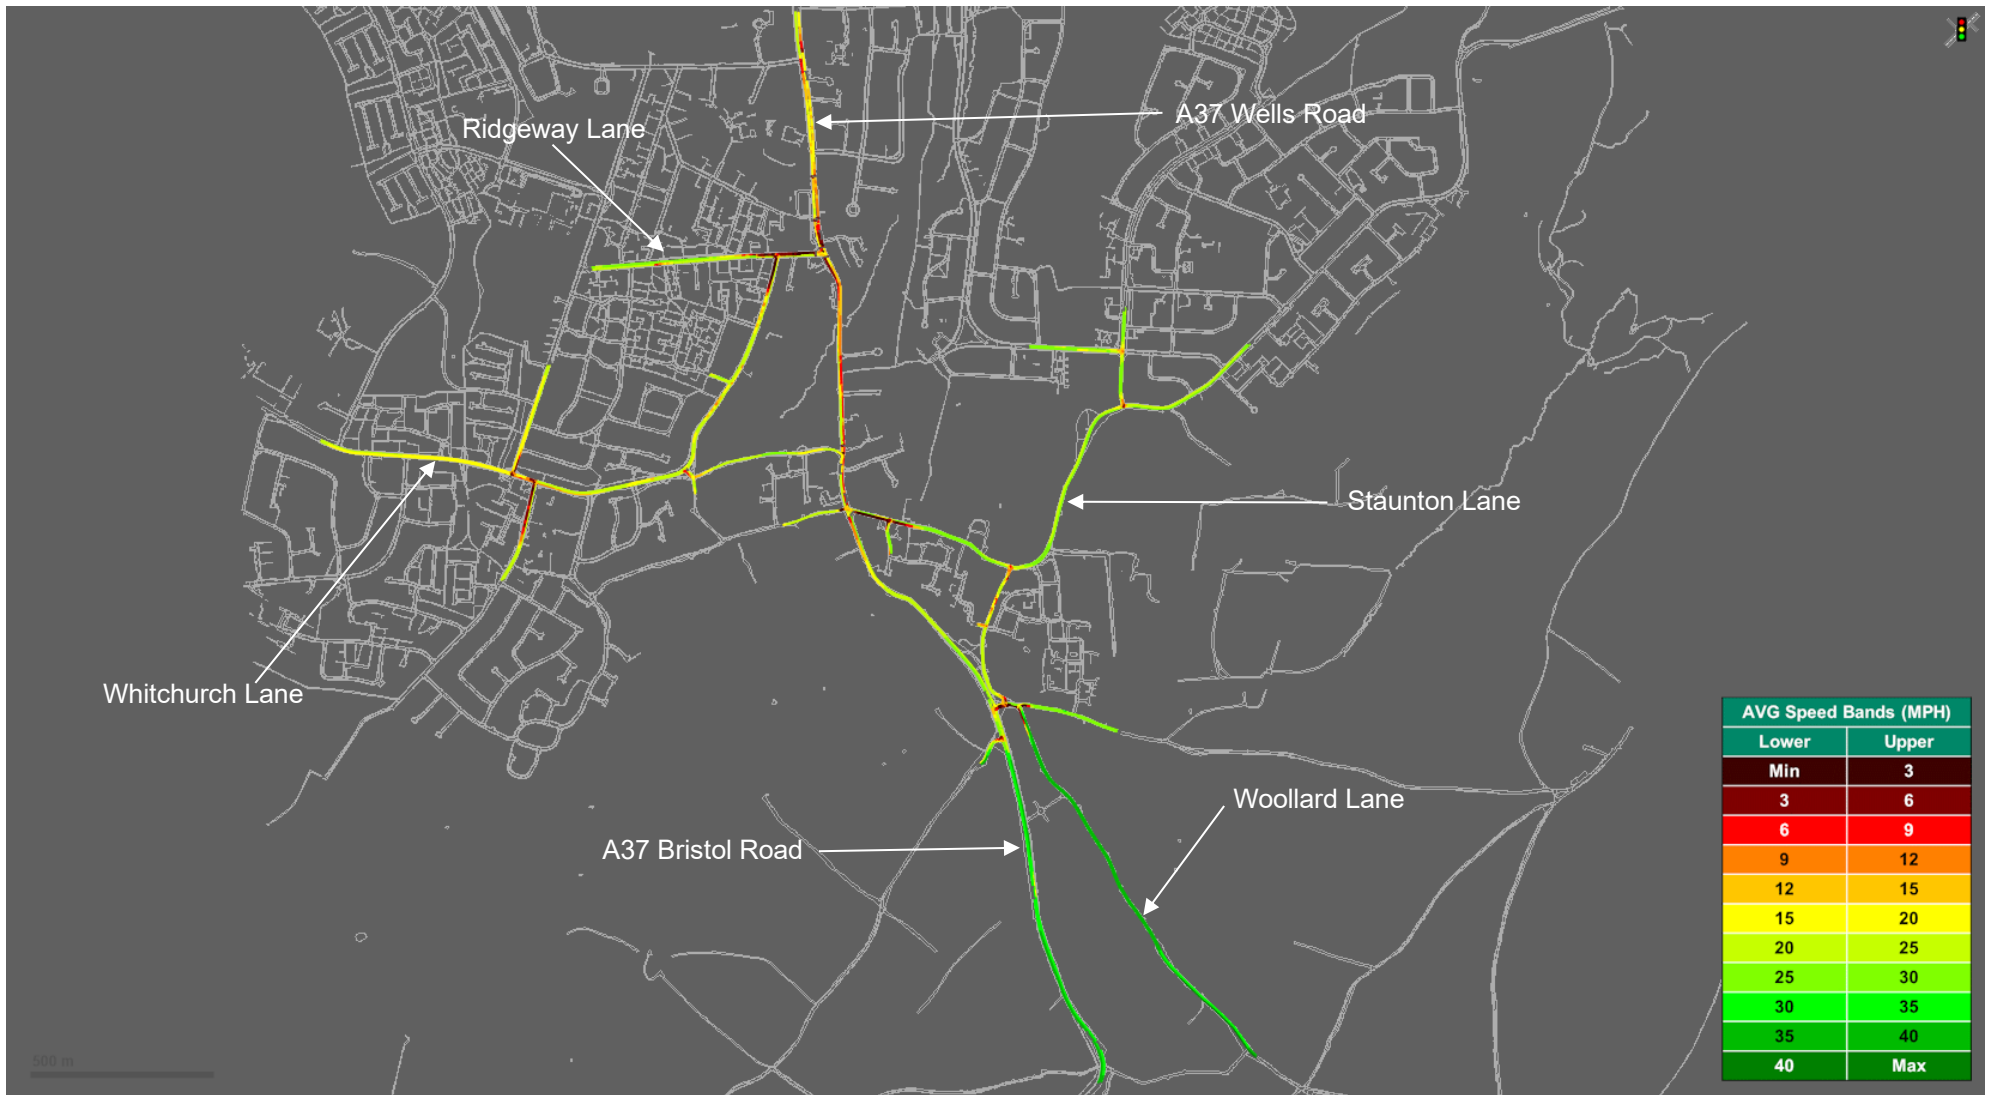 A37 Wells Road
Ridgeway Lane
Staunton Lane
Whitchurch Lane
Woollard Lane
A37 Bristol Road
AVG Speed Bands (MPH)
Lower Upper
Min 3
3 6
6 9
9 12
12 15
15 20
20 25
25 30
30 35
35 40
40 Max
500 m